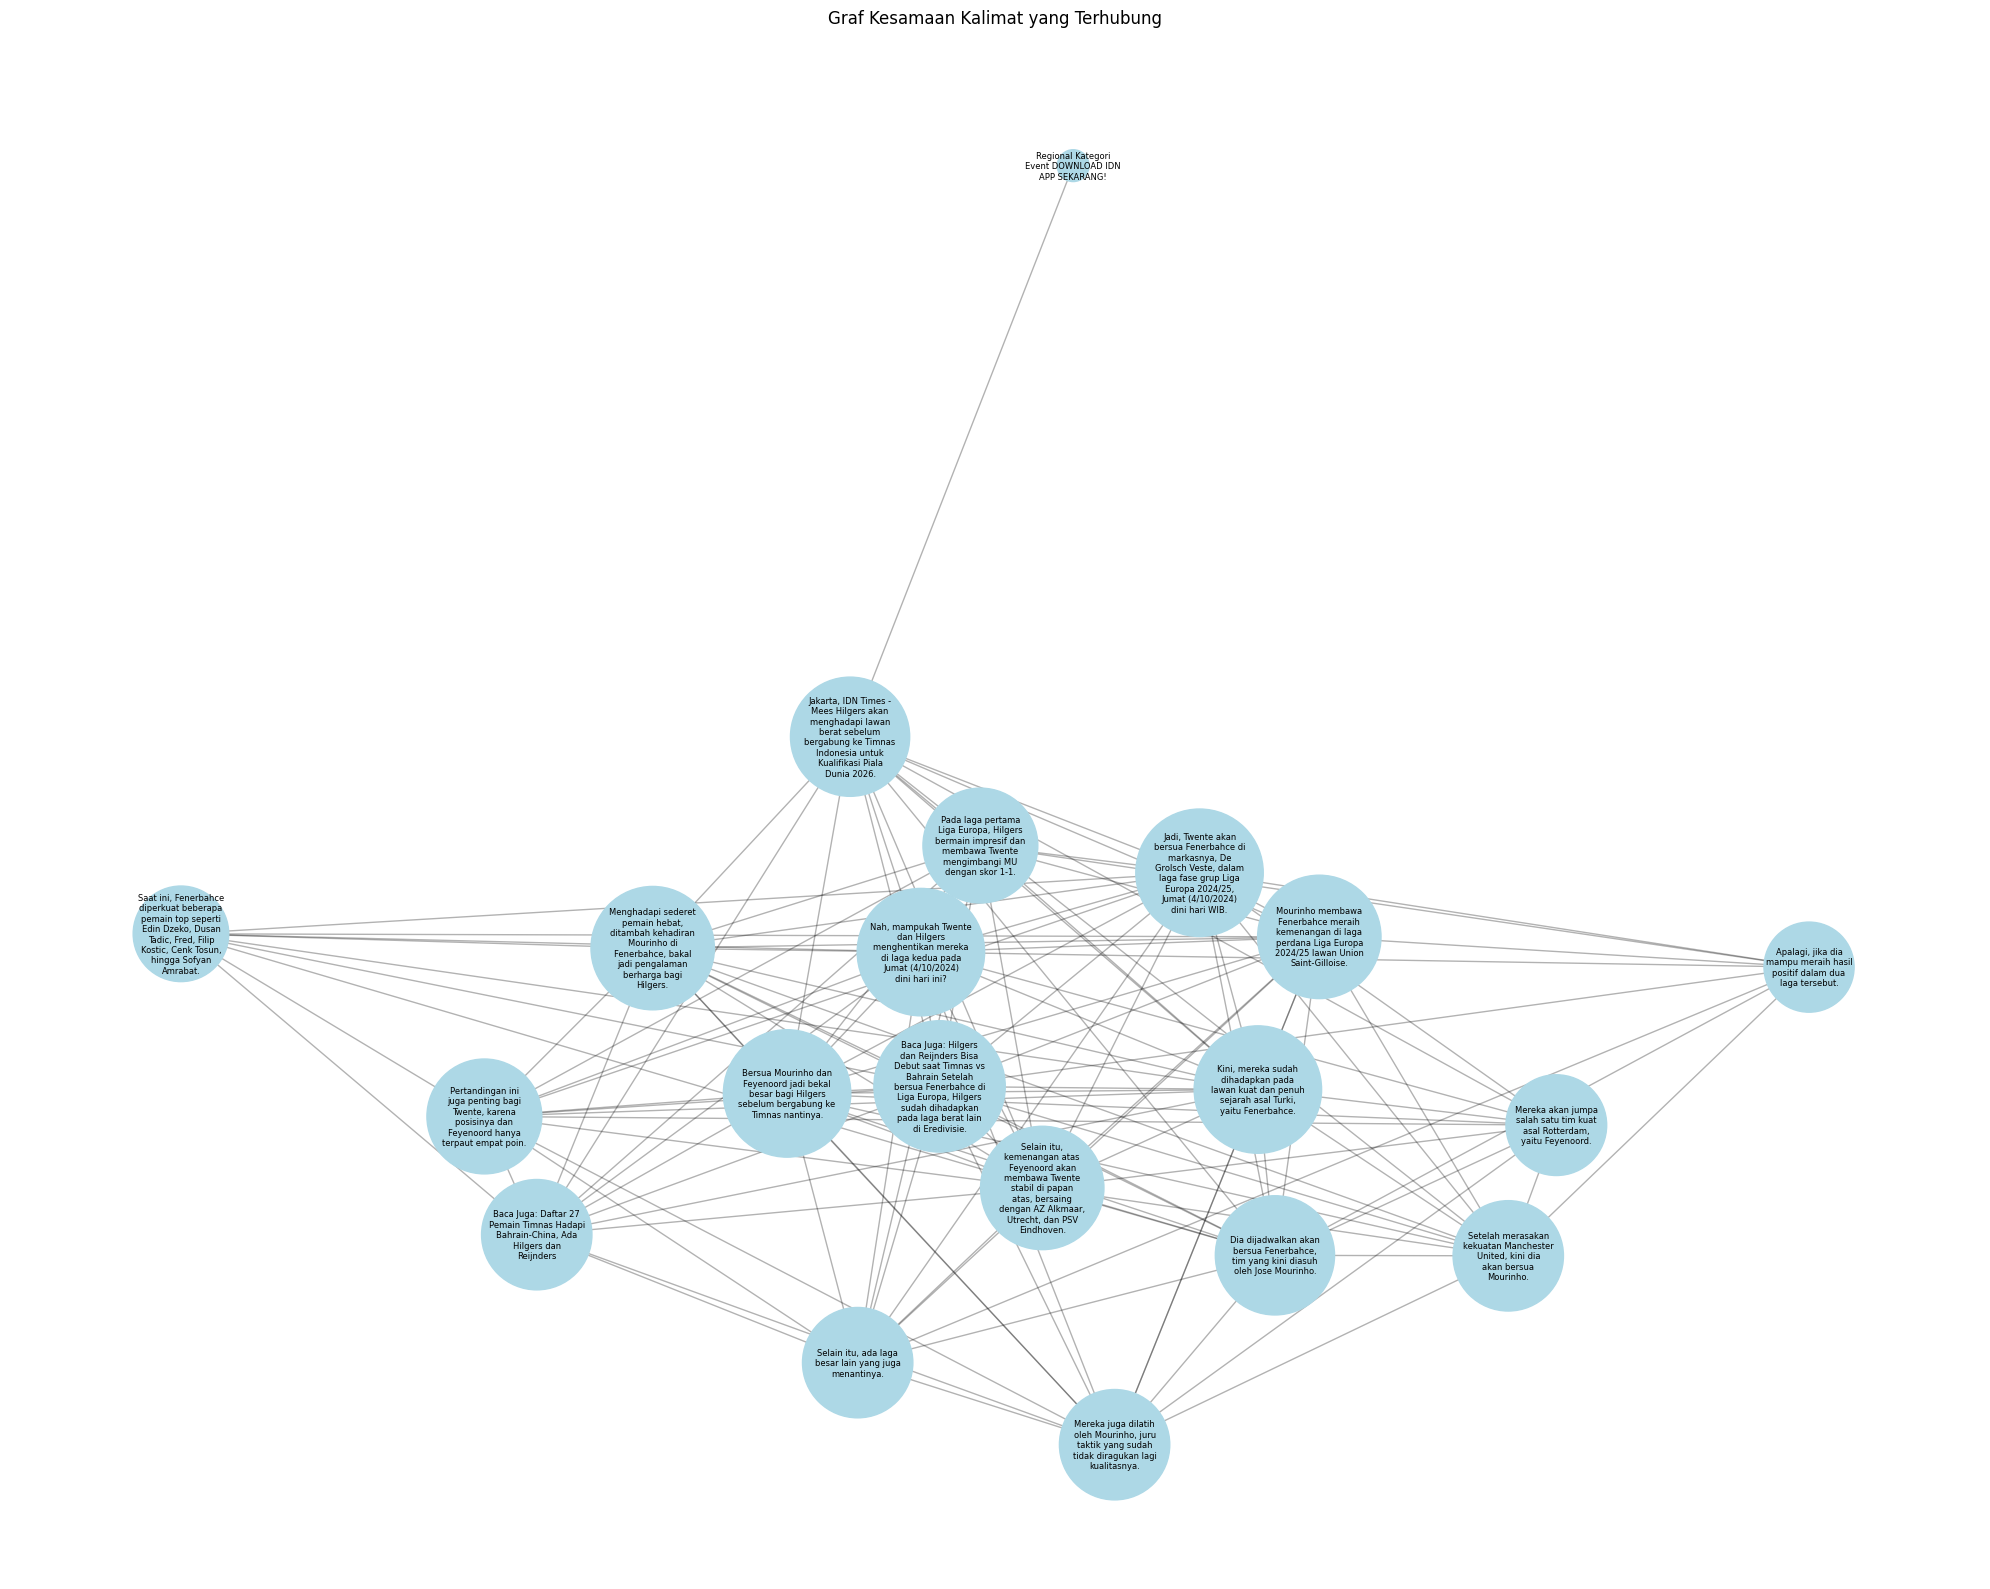 Graf Kesamaan Kalimat yang Terhubung
Regional Kategori
Event DOWNLOAD IDN
APP SEKARANG!
Jakarta, IDN Times -
Mees Hilgers akan
menghadapi lawan
berat sebelum
bergabung ke Timnas
Indonesia untuk
Kualifikasi Piala
Dunia 2026.
Pada laga pertama
Liga Europa, Hilgers
bermain impresif dan
membawa Twente
mengimbangi MU
dengan skor 1-1.
Jadi, Twente akan
bersua Fenerbahce di
markasnya, De
Grolsch Veste, dalam
laga fase grup Liga
Europa 2024/25,
Jumat (4/10/2024)
dini hari WIB.
Saat ini, Fenerbahce
diperkuat beberapa
pemain top seperti
Edin Dzeko, Dusan
Tadic, Fred, Filip
Kostic, Cenk Tosun,
hingga Sofyan
Amrabat.
Menghadapi sederet
pemain hebat,
ditambah kehadiran
Mourinho di
Fenerbahce, bakal
jadi pengalaman
berharga bagi
Hilgers.
Nah, mampukah Twente
dan Hilgers
menghentikan mereka
di laga kedua pada
Jumat (4/10/2024)
dini hari ini?
Mourinho membawa
Fenerbahce meraih
kemenangan di laga
perdana Liga Europa
2024/25 lawan Union
Saint-Gilloise.
Apalagi, jika dia
mampu meraih hasil
positif dalam dua
laga tersebut.
Pertandingan ini
juga penting bagi
Twente, karena
posisinya dan
Feyenoord hanya
terpaut empat poin.
Bersua Mourinho dan
Feyenoord jadi bekal
besar bagi Hilgers
sebelum bergabung ke
Timnas nantinya.
Baca Juga: Hilgers
dan Reijnders Bisa
Debut saat Timnas vs
Bahrain Setelah
bersua Fenerbahce di
Liga Europa, Hilgers
sudah dihadapkan
pada laga berat lain
di Eredivisie.
Kini, mereka sudah
dihadapkan pada
lawan kuat dan penuh
sejarah asal Turki,
yaitu Fenerbahce.
Mereka akan jumpa
salah satu tim kuat
asal Rotterdam,
yaitu Feyenoord.
Selain itu,
kemenangan atas
Feyenoord akan
membawa Twente
stabil di papan
atas, bersaing
dengan AZ Alkmaar,
Utrecht, dan PSV
Eindhoven.
Baca Juga: Daftar 27
Pemain Timnas Hadapi
Bahrain-China, Ada
Hilgers dan
Reijnders
Dia dijadwalkan akan
bersua Fenerbahce,
tim yang kini diasuh
oleh Jose Mourinho.
Setelah merasakan
kekuatan Manchester
United, kini dia
akan bersua
Mourinho.
Selain itu, ada laga
besar lain yang juga
menantinya.
Mereka juga dilatih
oleh Mourinho, juru
taktik yang sudah
tidak diragukan lagi
kualitasnya.